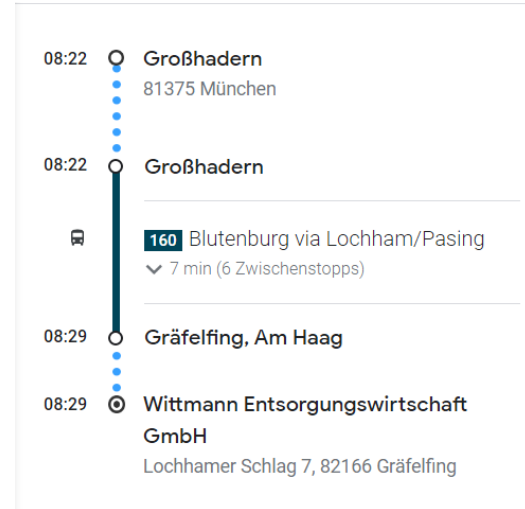 08:22 Großhadern
81375 München
08:22 Großhadern
160 Blutenburg via Lochham/Pasing
7 min (6 Zwischenstopps)
08:29 Gräfelfing, Am Haag
08:29 Wittmann Entsorgungswirtschaft
GmbH
Lochhamer Schlag 7, 82166 Gräfelfing